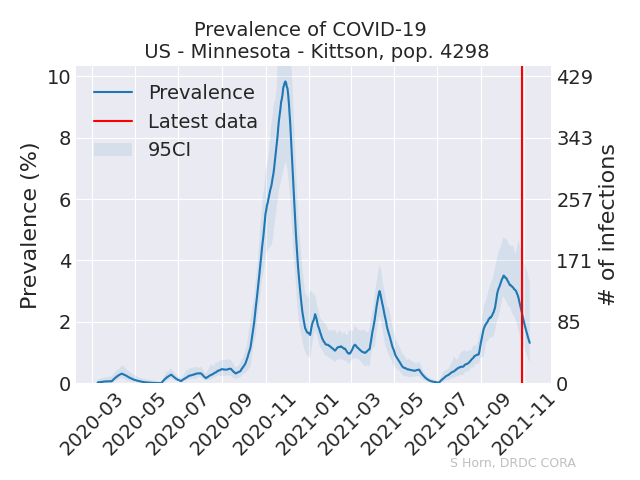 Prevalence of COVID-19
US - Minnesota - Kittson, pop. 4298
Prevalence
Latest data
95CI
Prevalence (%)
10
8
6
4
2
0
429
343
257
171
85
0
# of infections
2020-03
2020-05
2020-07
2020-09
2020-11
2021-01
2021-03
2021-05
2021-07
2021-09
2021-11
S Horn, DRDC CORA